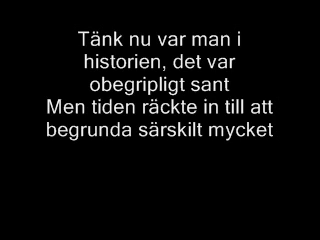 Tänk nu var man i
historien, det var
obegripligt sant
Men tiden räckte in till att
begrunda särskilt mycket